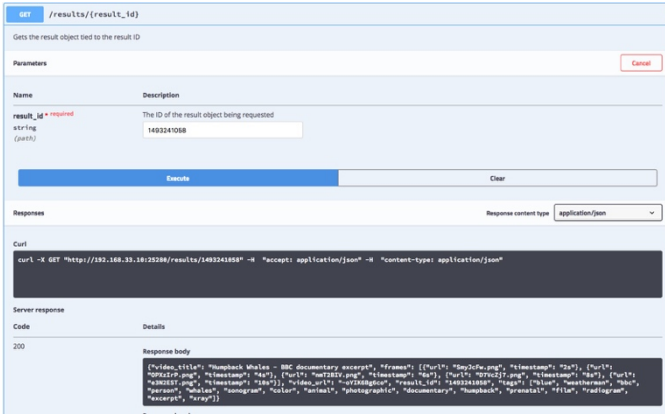 GET /results/{result_id}
Gets the result object tied to the result ID
Parameters Cancel
Name Description
result_id * required The ID of the result object being requested
string 1493241058
(path)
Execute Clear
Responses Response content type application/json
Curl
curl -X GET "http://192.168.33.10:25280/results/1493241058" -H "accept: application/json" -H "content-type: application/json"
Server response
Code Details
200
Response body
{"video_title": "Humpback Whales - BBC documentary excerpt", "frames": [{"url": "5myJcFw.png", "timestamp": "2s"}, {"url":
"OPXzIrP.png", "timestamp": "4s"}, {"url": "nmT2BIV.png", "timestamp": "6s"}, {"url": "D7VcZj7.png", "timestamp": "8s"}, {"url":
"e3N2EST.png", "timestamp": "10s"}], "video_url": "-oYIK6Bg6co", "result_id": "1493241058", "tags": ["blue", "weatherman", "bbc",
"person", "whales", "sonogram", "color", "animal", "photographic", "documentary", "humpback", "prenatal", "film", "radiogram",
"excerpt", "xray"]}